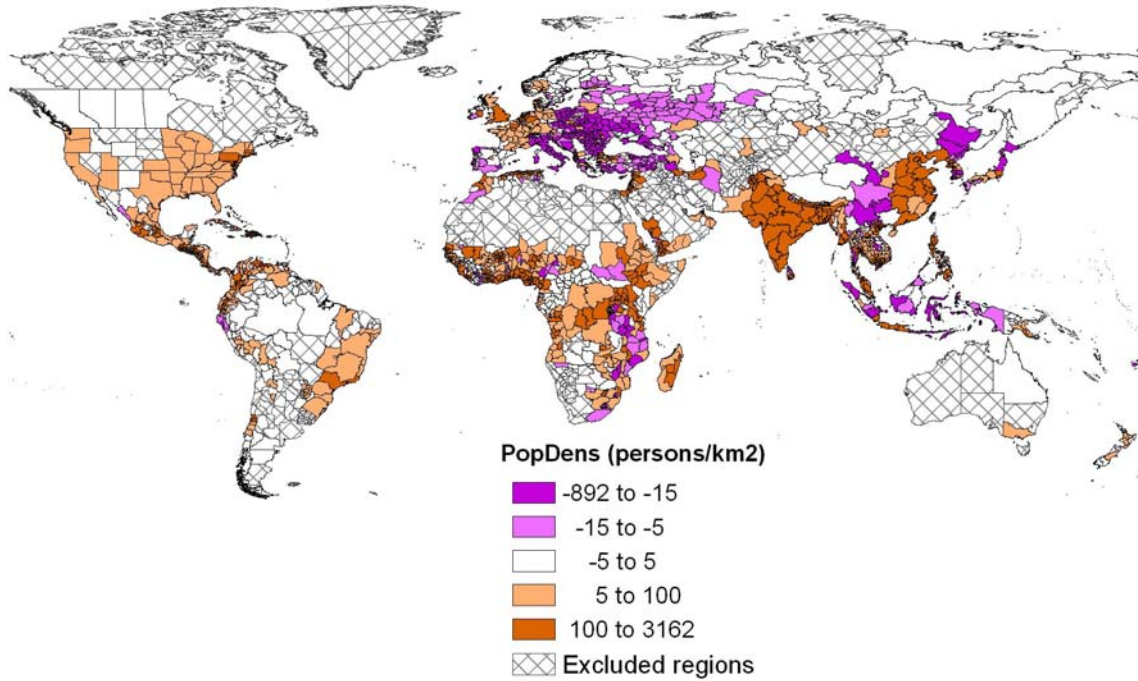 PopDens (persons/km2)
-892 to -15
-15 to -5
-5 to 5
5 to 100
100 to 3162
Excluded regions